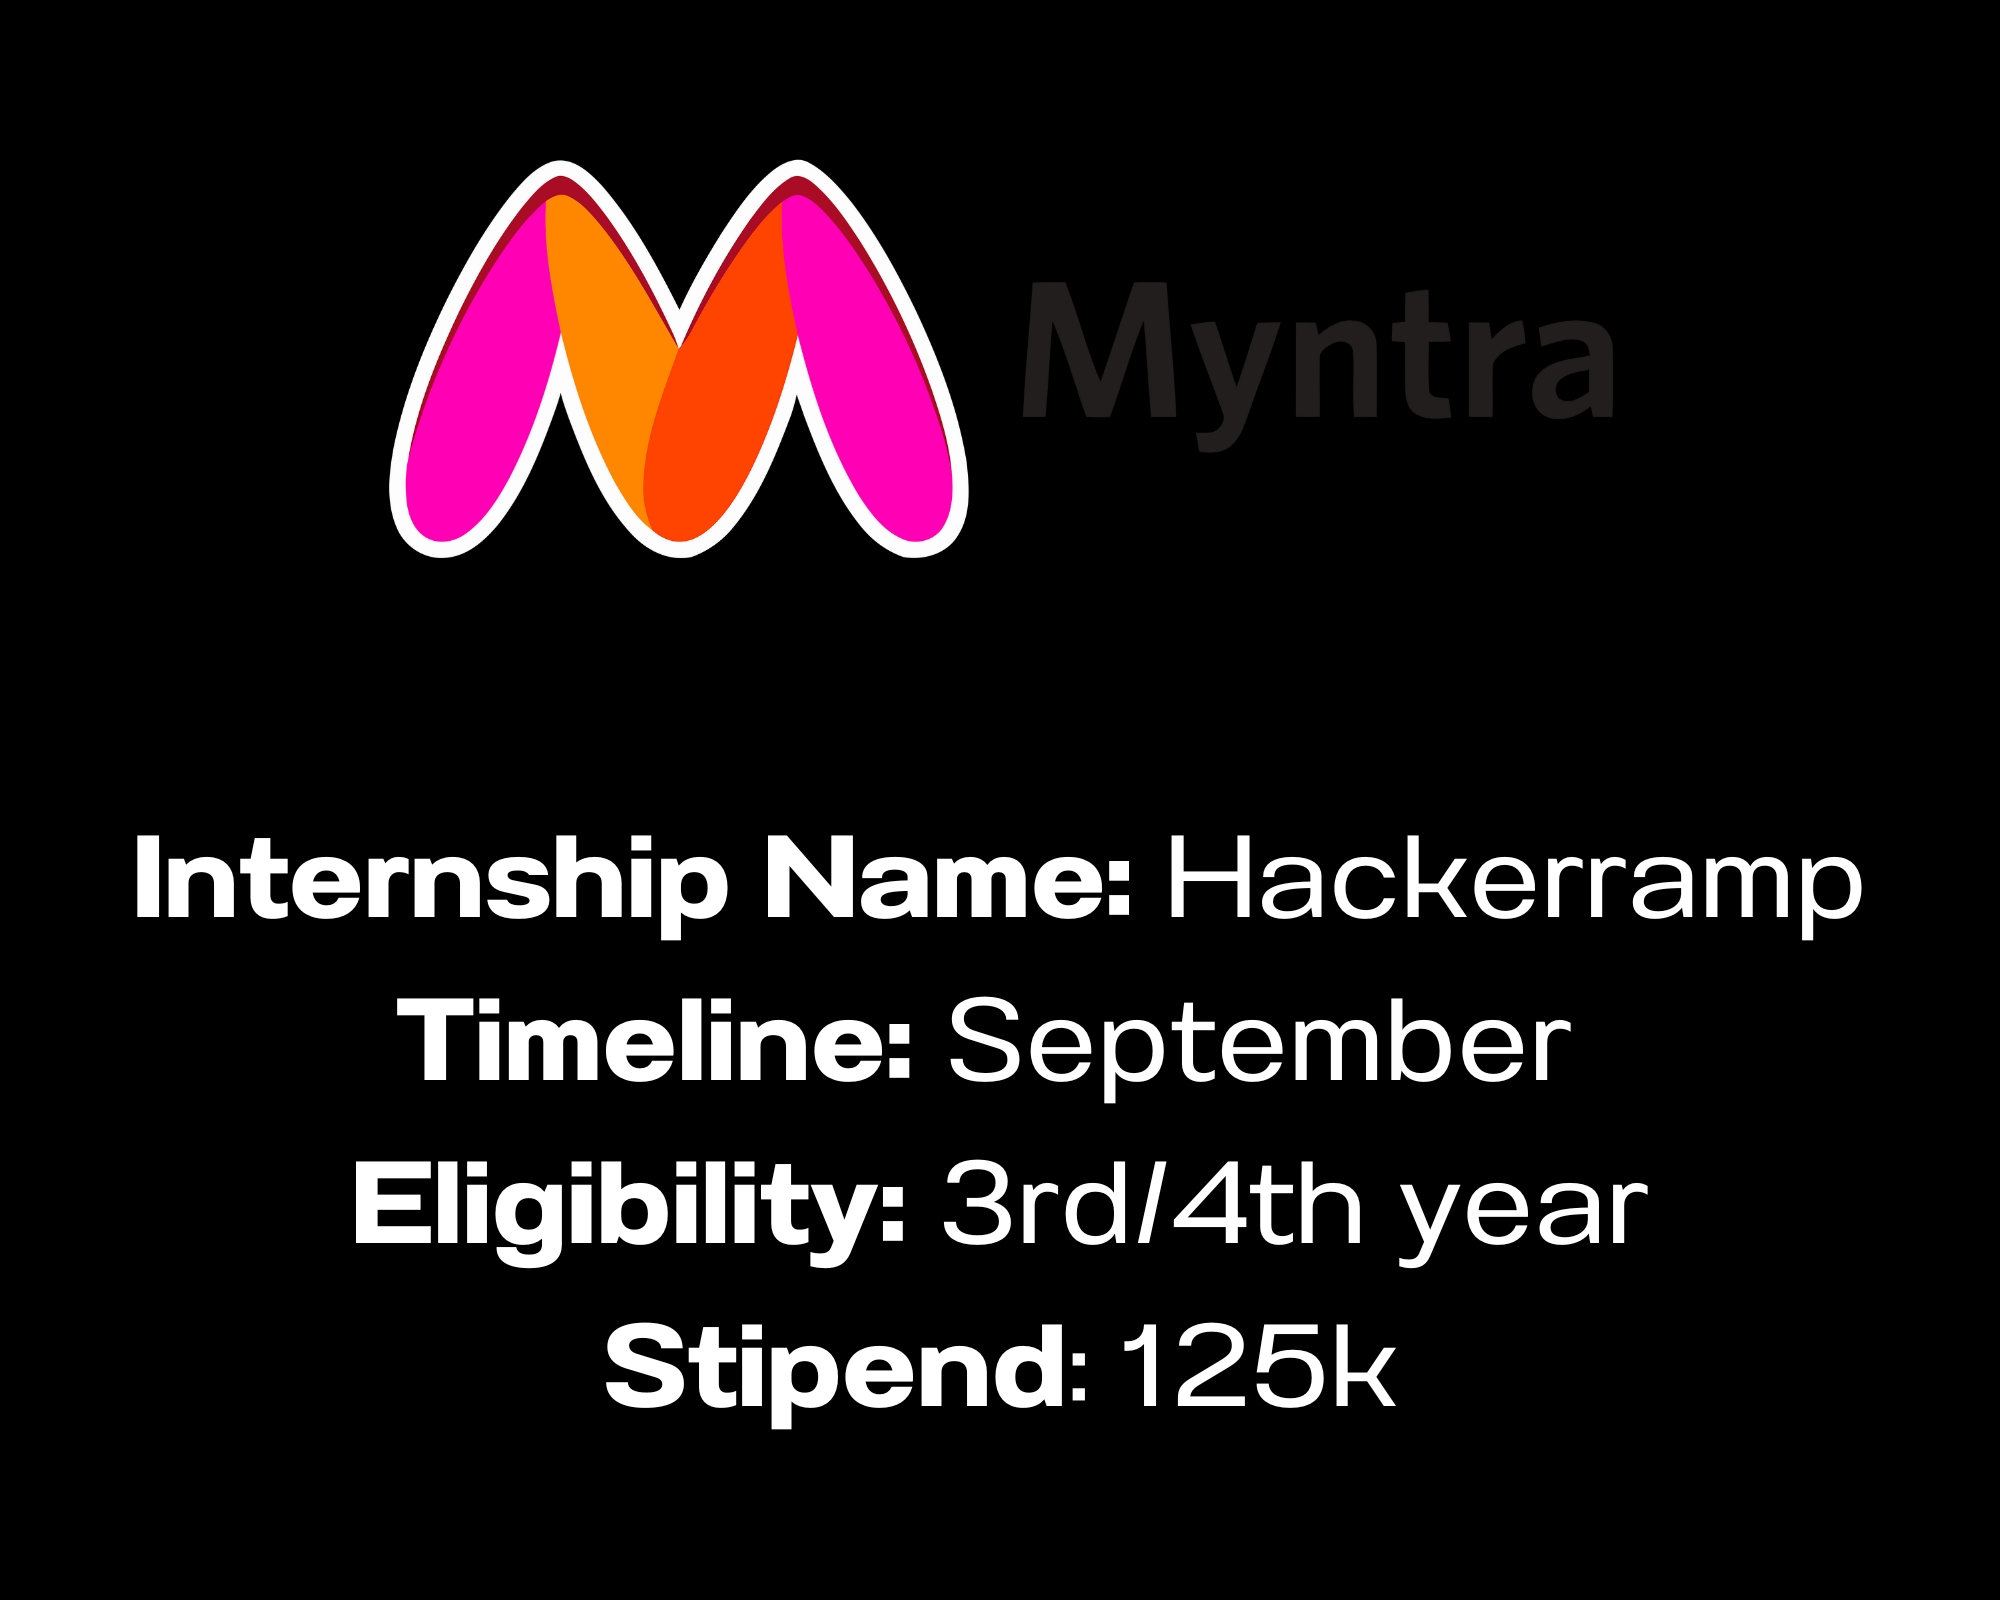 Myntra
Internship Name: Hackerramp
Timeline: September
Eligibility: 3rd/4th year
Stipend: 125k